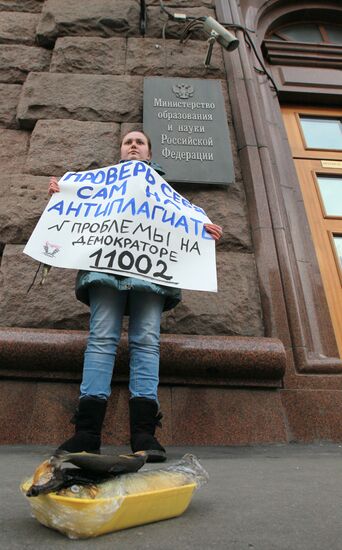 Министерство
образования
и науки
Российской
Федерации
ПРОВЕРЬ СЕБЯ
САМ НА
АНТИПЛАГИАТЕ
ПРОБЛЕМЫ НА
ДЕМОКРАТОРЕ
11002